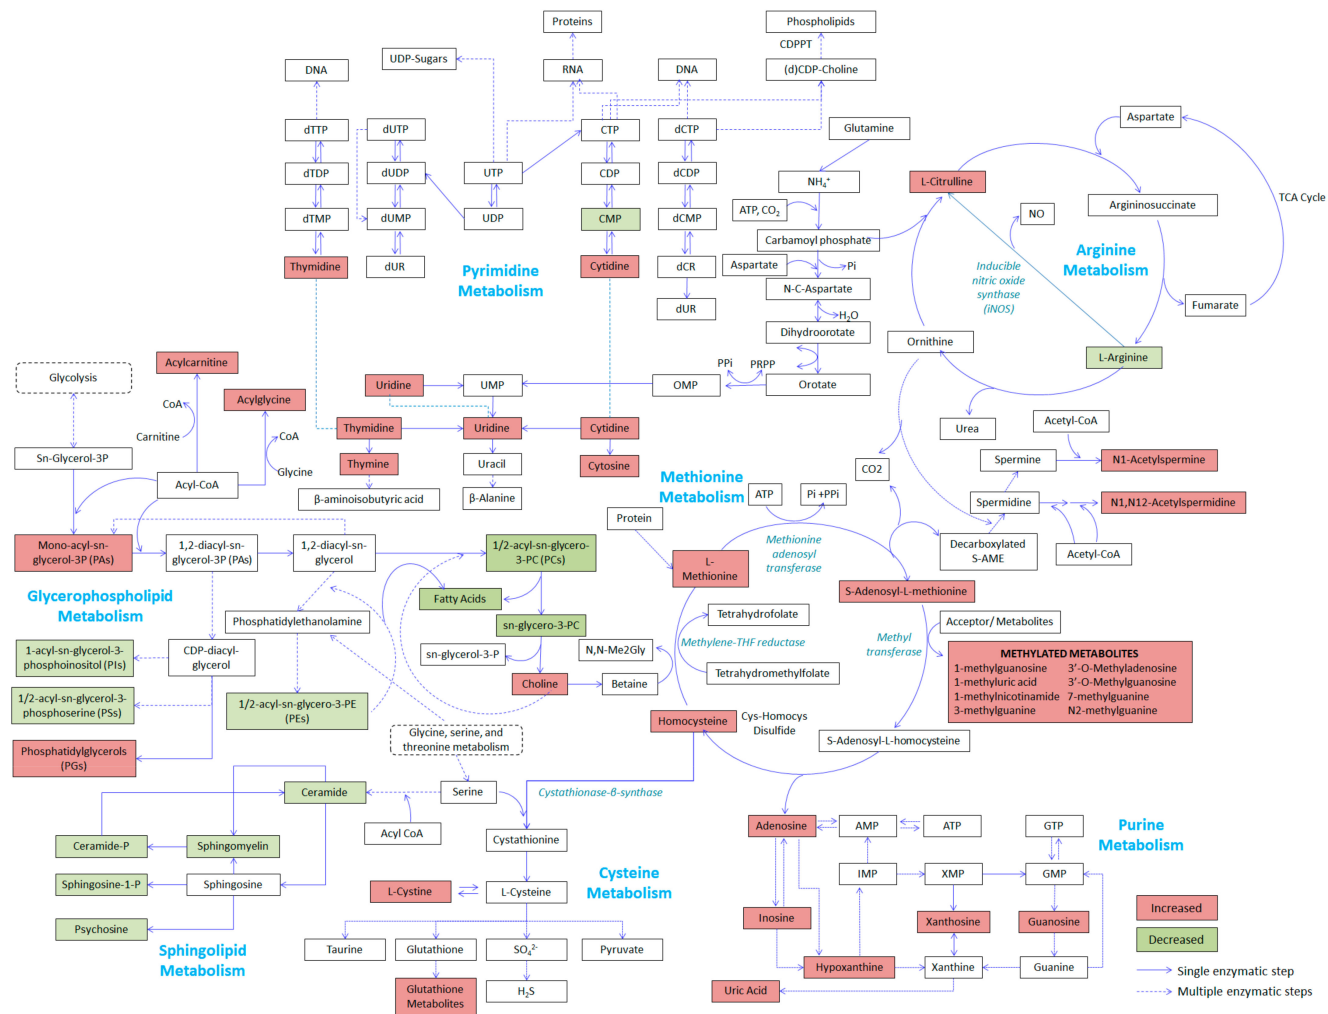 Proteins
Phospholipids
CDPPT
UDP-Sugars
DNA
RNA
DNA
(d)CDP-Choline
dTTP
dUTP
CTP
dCTP
Glutamine
Aspartate
dTDP
dUDP
UTP
CDP
dCDP
NH4+
L-Citrulline
TCA Cycle
dTMP
dUMP
UDP
CMP
dCMP
ATP, CO2
NO
Argininosuccinate
Carbamoyl phosphate
Thymidine
dUR
Pyrimidine
Metabolism
Cytidine
dCR
Aspartate
Pi
Arginine
Metabolism
Inducible
nitric oxide
synthase
(iNOS)
N-C-Aspartate
dUR
H2O
Fumarate
Dihydroorotate
Ornithine
L-Arginine
Acylcarnitine
Glycolysis
PPi
PRPP
Uridine
UMP
OMP
Orotate
Acylglycine
CoA
Carnitine
CoA
Glycine
Thymidine
Uridine
Cytidine
Urea
Acetyl-CoA
Sn-Glycerol-3P
Acyl-CoA
Thymine
Uracil
Cytosine
CO2
Spermine
N1-Acetylspermine
β-aminoisobutyric acid
β-Alanine
Methionine
Metabolism
ATP
Pi +PPi
Spermidine
N1,N12-Acetylspermidine
Protein
Mono-acyl-sn-
glycerol-3P (PAs)
1,2-diacyl-sn-
glycerol-3P (PAs)
1,2-diacyl-sn-
glycerol
1/2-acyl-sn-glycero-
3-PC (PCs)
Methionine
adenosyl
transferase
Decarboxylated
S-AME
Acetyl-CoA
L-
Methionine
S-Adenosyl-L-methionine
Glycerophospholipid
Metabolism
Fatty Acids
Tetrahydrofolate
Phosphatidylethanolamine
sn-glycero-3-PC
Methylene-THF reductase
Methyl
transferase
Acceptor/ Metabolites
1-acyl-sn-glycerol-3-
phosphoinositol (PIs)
CDP-diacyl-
glycerol
sn-glycerol-3-P
N,N-Me2Gly
Tetrahydromethylfolate
METHYLATED METABOLITES
1-methylguanosine 3′-O-Methyladenosine
1-methyluric acid 3′-O-Methylguanosine
1-methylnicotinamide 7-methylguanine
3-methylguanine N2-methylguanine
Choline
Betaine
1/2-acyl-sn-glycerol-3-
phosphoserine (PSs)
1/2-acyl-sn-glycero-3-PE
(PEs)
Homocysteine
Cys-Homocys
Disulfide
Phosphatidylglycerols
(PGs)
Glycine, serine, and
threonine metabolism
S-Adenosyl-L-homocysteine
Ceramide
Serine
Cystathionase-β-synthase
Acyl CoA
Ceramide-P
Sphingomyelin
Cystathionine
Adenosine
AMP
ATP
GTP
Purine
Metabolism
Sphingosine-1-P
Sphingosine
L-Cystine
L-Cysteine
Cysteine
Metabolism
IMP
XMP
GMP
Psychosine
Inosine
Xanthosine
Guanosine
Increased
Sphingolipid
Metabolism
Taurine
Glutathione
SO42-
Pyruvate
Decreased
Hypoxanthine
Xanthine
Guanine
Single enzymatic step
Glutathione
Metabolites
H2S
Uric Acid
Multiple enzymatic steps